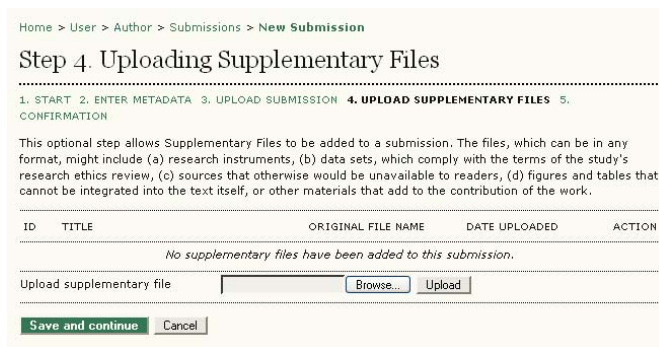 Home > User > Author > Submissions > New Submission
Step 4. Uploading Supplementary Files
1. START 2. ENTER METADATA 3. UPLOAD SUBMISSION 4. UPLOAD SUPPLEMENTARY FILES 5.
CONFIRMATION
This optional step allows Supplementary Files to be added to a submission. The files, which can be in any
format, might include (a) research instruments, (b) data sets, which comply with the terms of the study's
research ethics review, (c) sources that otherwise would be unavailable to readers, (d) figures and tables that
cannot be integrated into the text itself, or other materials that add to the contribution of the work.
ID TITLE ORIGINAL FILE NAME DATE UPLOADED ACTION
No supplementary files have been added to this submission.
Upload supplementary file Browse... Upload
Save and continue Cancel